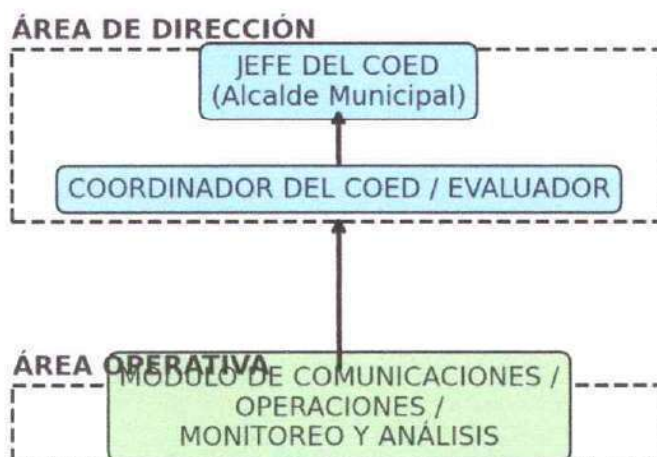 ÁREA DE DIRECCIÓN
JEFE DEL COED
(Alcalde Municipal)
COORDINADOR DEL COED / EVALUADOR
ÁREA OPERATIVA
MÓDULO DE COMUNICACIONES /
OPERACIONES /
MONITOREO Y ANÁLISIS